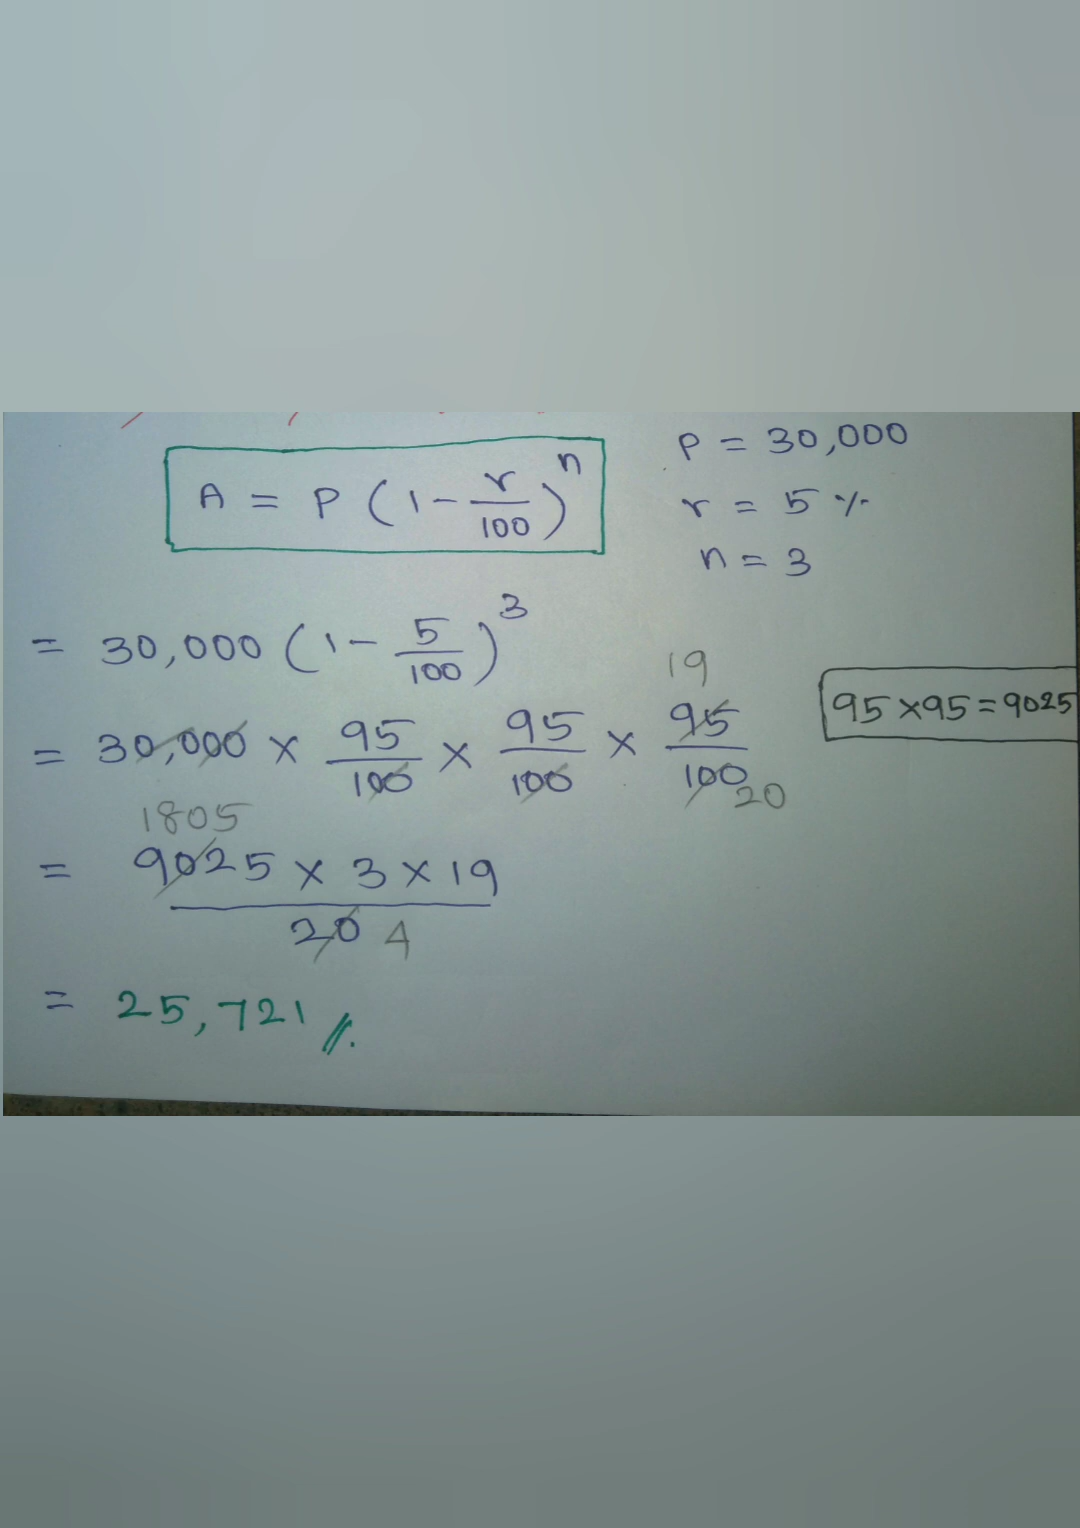 A = P (1 - r/100)^n
P = 30,000
r = 5 %
n = 3
= 30,000 (1 - 5/100)^3
= 30,000 × 95/100 × 95/100 × 95/100
19
20
95 × 95 = 9025
1805
= 9025 × 3 × 19
20 4
= 25,721 //.